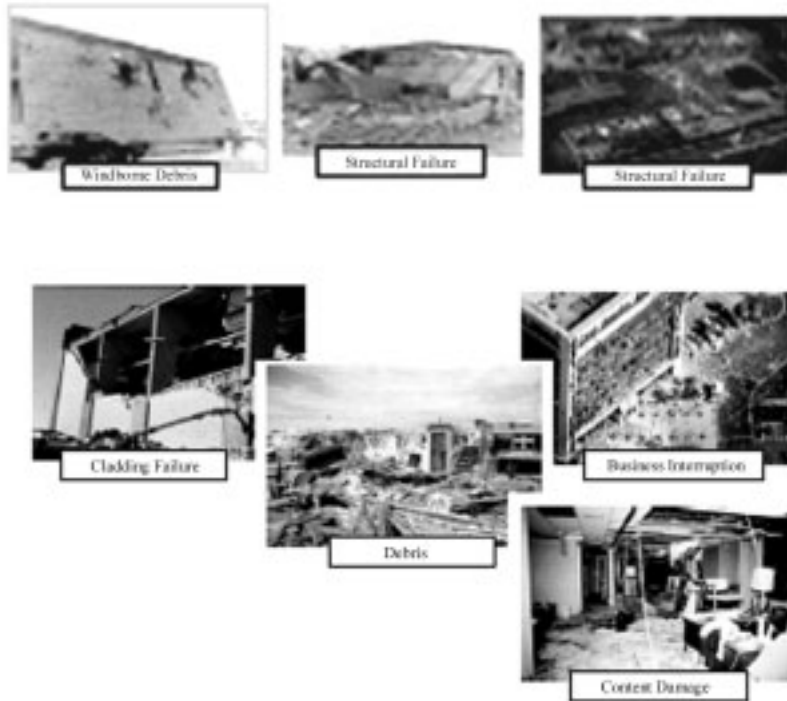 Windborne Debris
Structural Failure
Structural Failure
Cladding Failure
Business Interruption
Debris
Content Damage